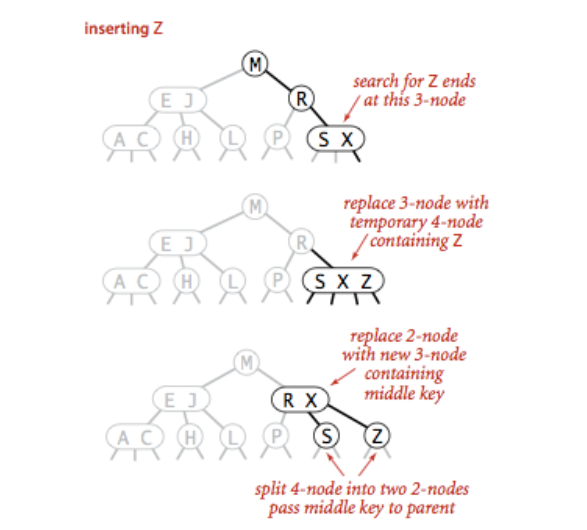 inserting Z
M
search for Z ends
at this 3-node
E J R
A C H L P S X
replace 3-node with
temporary 4-node
containing Z
M
E J R
A C H L P S X Z
replace 2-node
with new 3-node
containing
middle key
M
E J R X
A C H L P S Z
split 4-node into two 2-nodes
pass middle key to parent